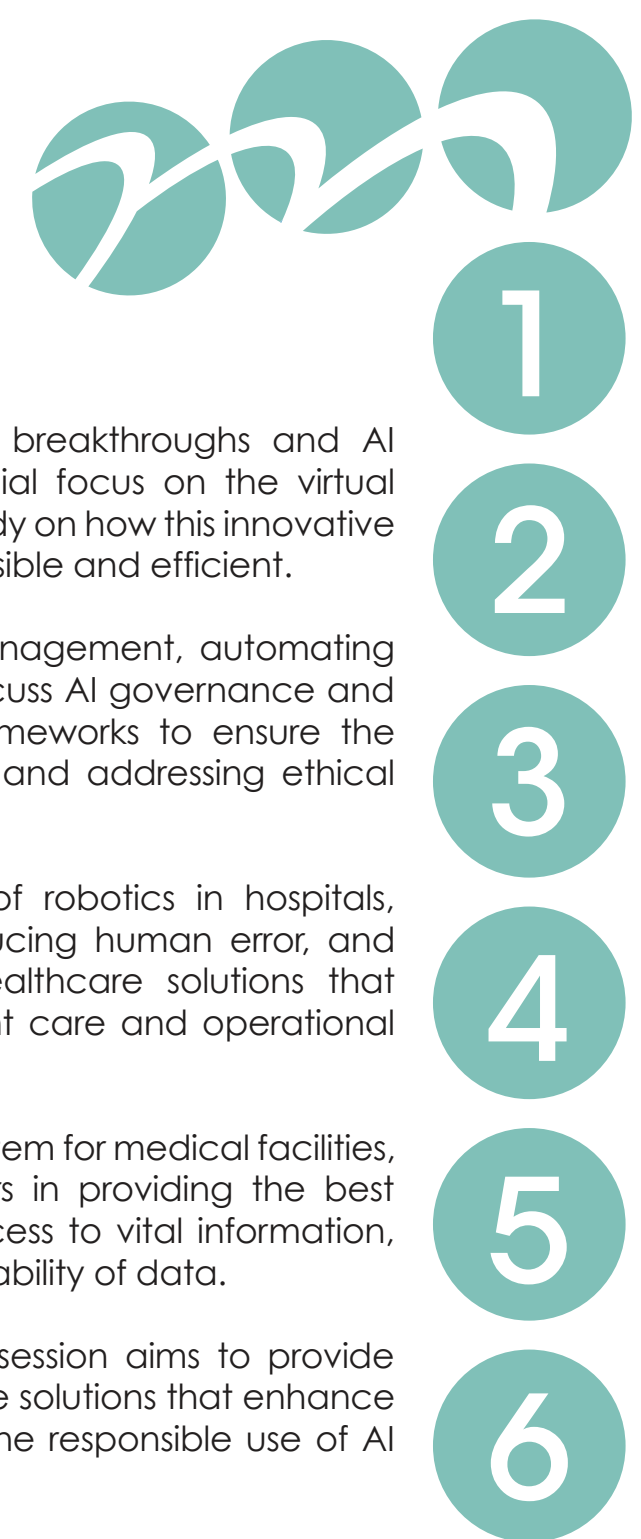 1
breakthroughs and AI
ial focus on the virtual
dy on how this innovative
sible and efficient.
2
nagement, automating
cuss AI governance and
meworks to ensure the
and addressing ethical
3
of robotics in hospitals,
ucing human error, and
ealthcare solutions that
nt care and operational
4
tem for medical facilities,
rs in providing the best
cess to vital information,
ability of data.
5
session aims to provide
e solutions that enhance
he responsible use of AI
6